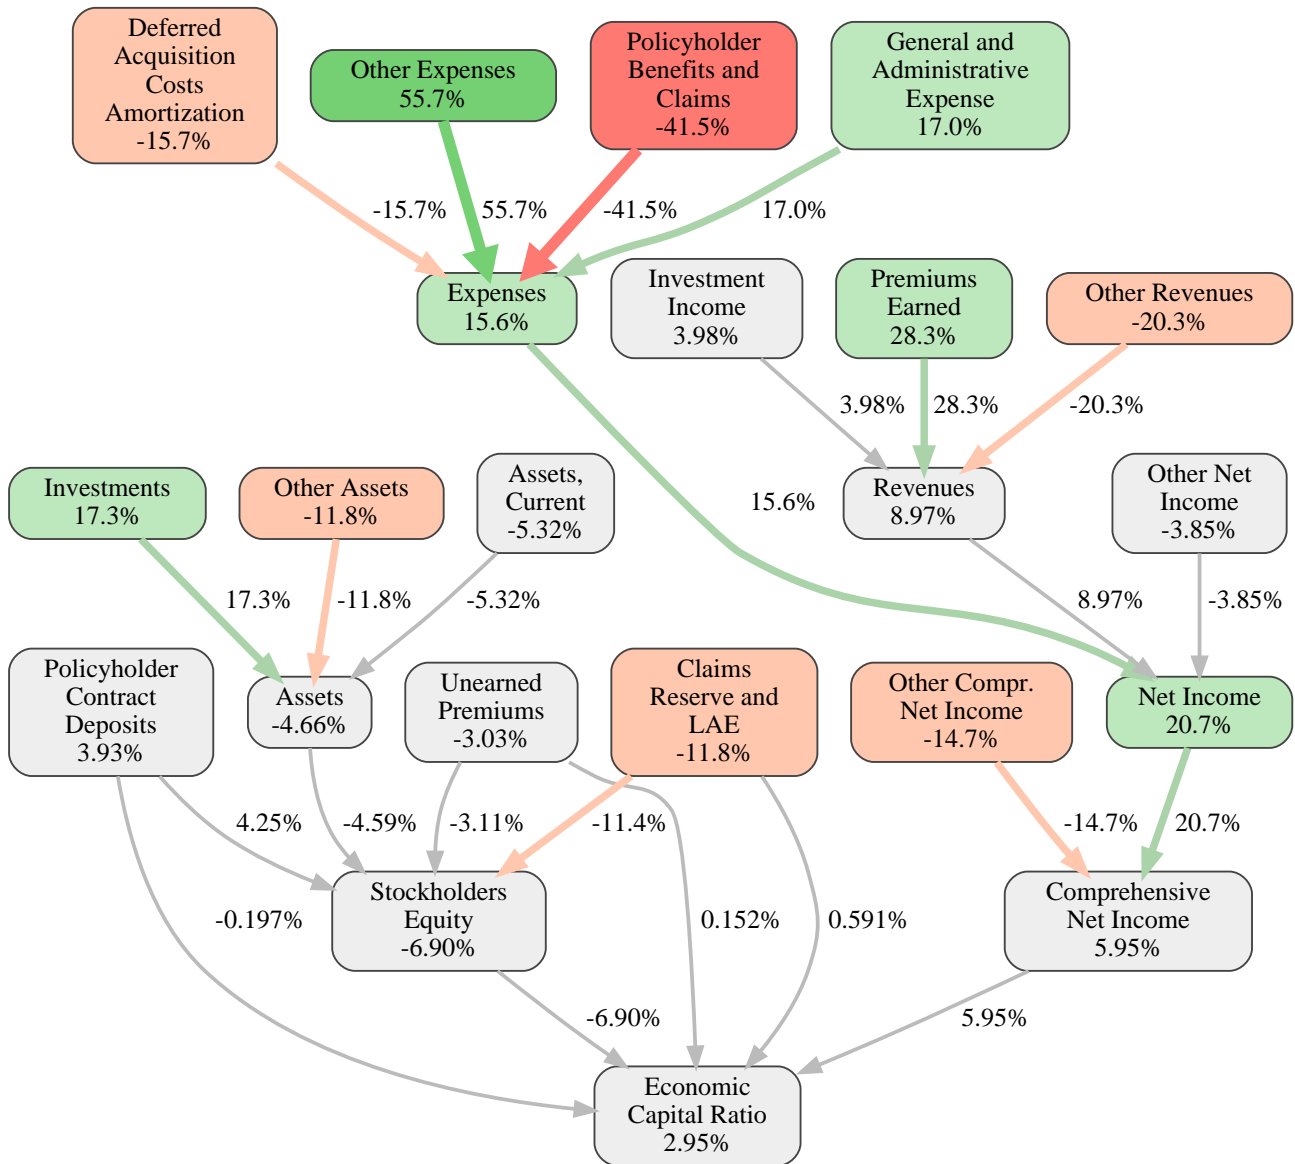 Deferred
Acquisition
Costs
Amortization
-15.7%
Other Expenses
55.7%
Policyholder
Benefits and
Claims
-41.5%
General and
Administrative
Expense
17.0%
-15.7%
55.7%
-41.5%
17.0%
Expenses
15.6%
Investment
Income
3.98%
Premiums
Earned
28.3%
Other Revenues
-20.3%
3.98%
28.3%
-20.3%
Investments
17.3%
Other Assets
-11.8%
Assets,
Current
-5.32%
15.6%
Revenues
8.97%
Other Net
Income
-3.85%
17.3%
-11.8%
-5.32%
8.97%
-3.85%
Policyholder
Contract
Deposits
3.93%
Assets
-4.66%
Unearned
Premiums
-3.03%
Claims
Reserve and
LAE
-11.8%
Other Compr.
Net Income
-14.7%
Net Income
20.7%
4.25%
-4.59%
-3.11%
-11.4%
-14.7%
20.7%
Stockholders
Equity
-6.90%
Comprehensive
Net Income
5.95%
-0.197%
0.152%
0.591%
-6.90%
5.95%
Economic
Capital Ratio
2.95%